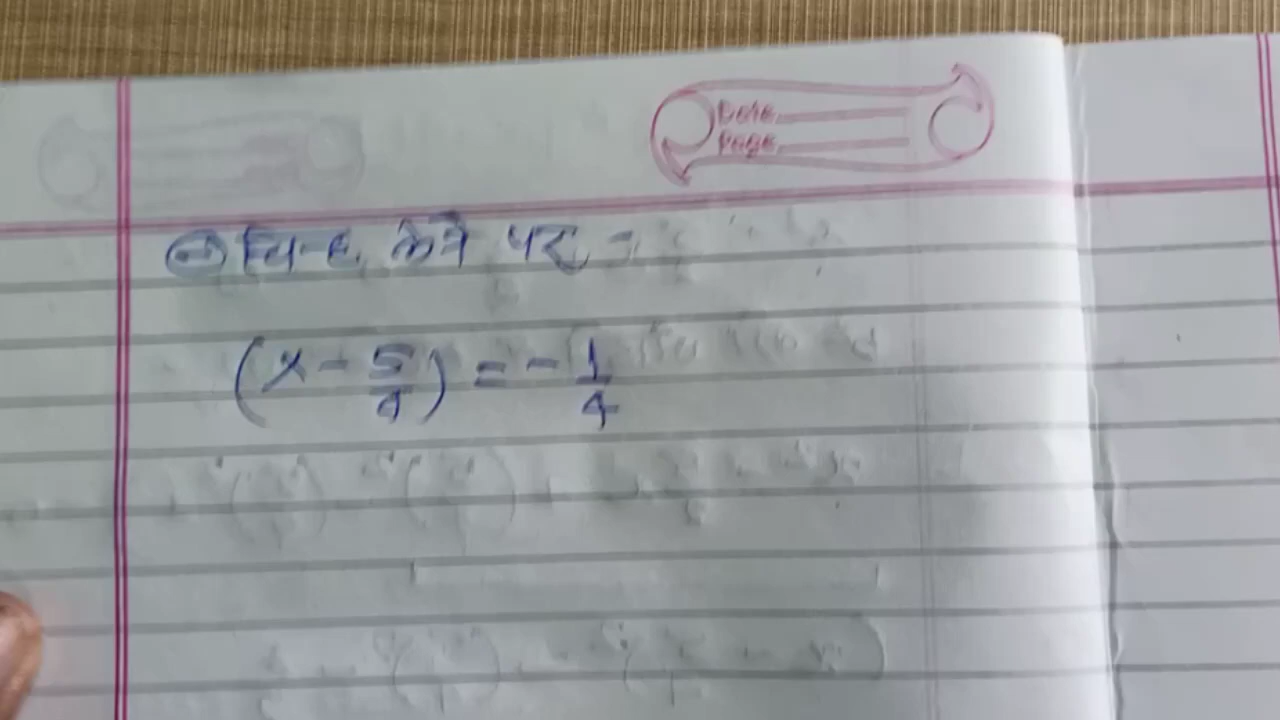 Date
Page
⊖ चिन्ह लेने पर -
(x - 5/4) = - 1/4